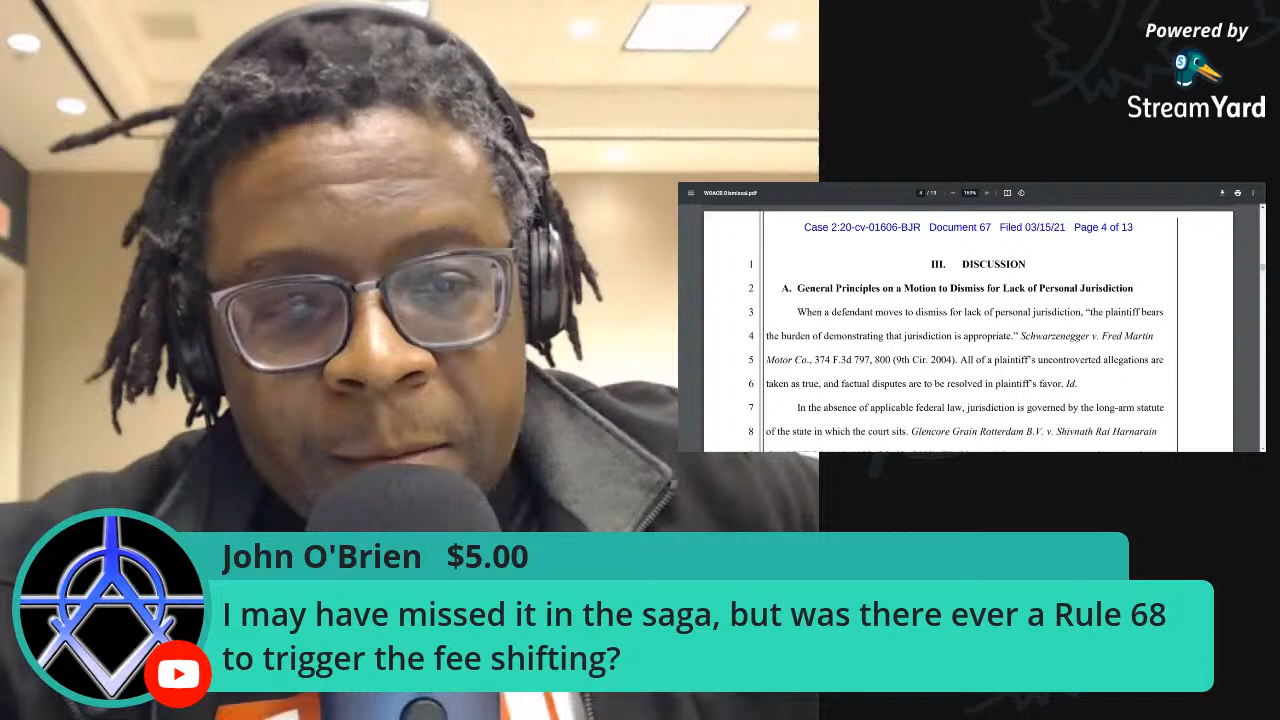 Powered by
StreamYard
WOACB Dismissal.pdf
4 / 13
Case 2:20-cv-01606-BJR Document 67 Filed 03/15/21 Page 4 of 13
1 III. DISCUSSION
2 A. General Principles on a Motion to Dismiss for Lack of Personal Jurisdiction
3 When a defendant moves to dismiss for lack of personal jurisdiction, “the plaintiff bears
4 the burden of demonstrating that jurisdiction is appropriate.” Schwarzenegger v. Fred Martin
5 Motor Co., 374 F.3d 797, 800 (9th Cir. 2004). All of a plaintiff’s uncontroverted allegations are
6 taken as true, and factual disputes are to be resolved in plaintiff’s favor. Id.
7 In the absence of applicable federal law, jurisdiction is governed by the long-arm statute
8 of the state in which the court sits. Glencore Grain Rotterdam B.V. v. Shivnath Rai Harnarain
John O'Brien $5.00
I may have missed it in the saga, but was there ever a Rule 68
to trigger the fee shifting?